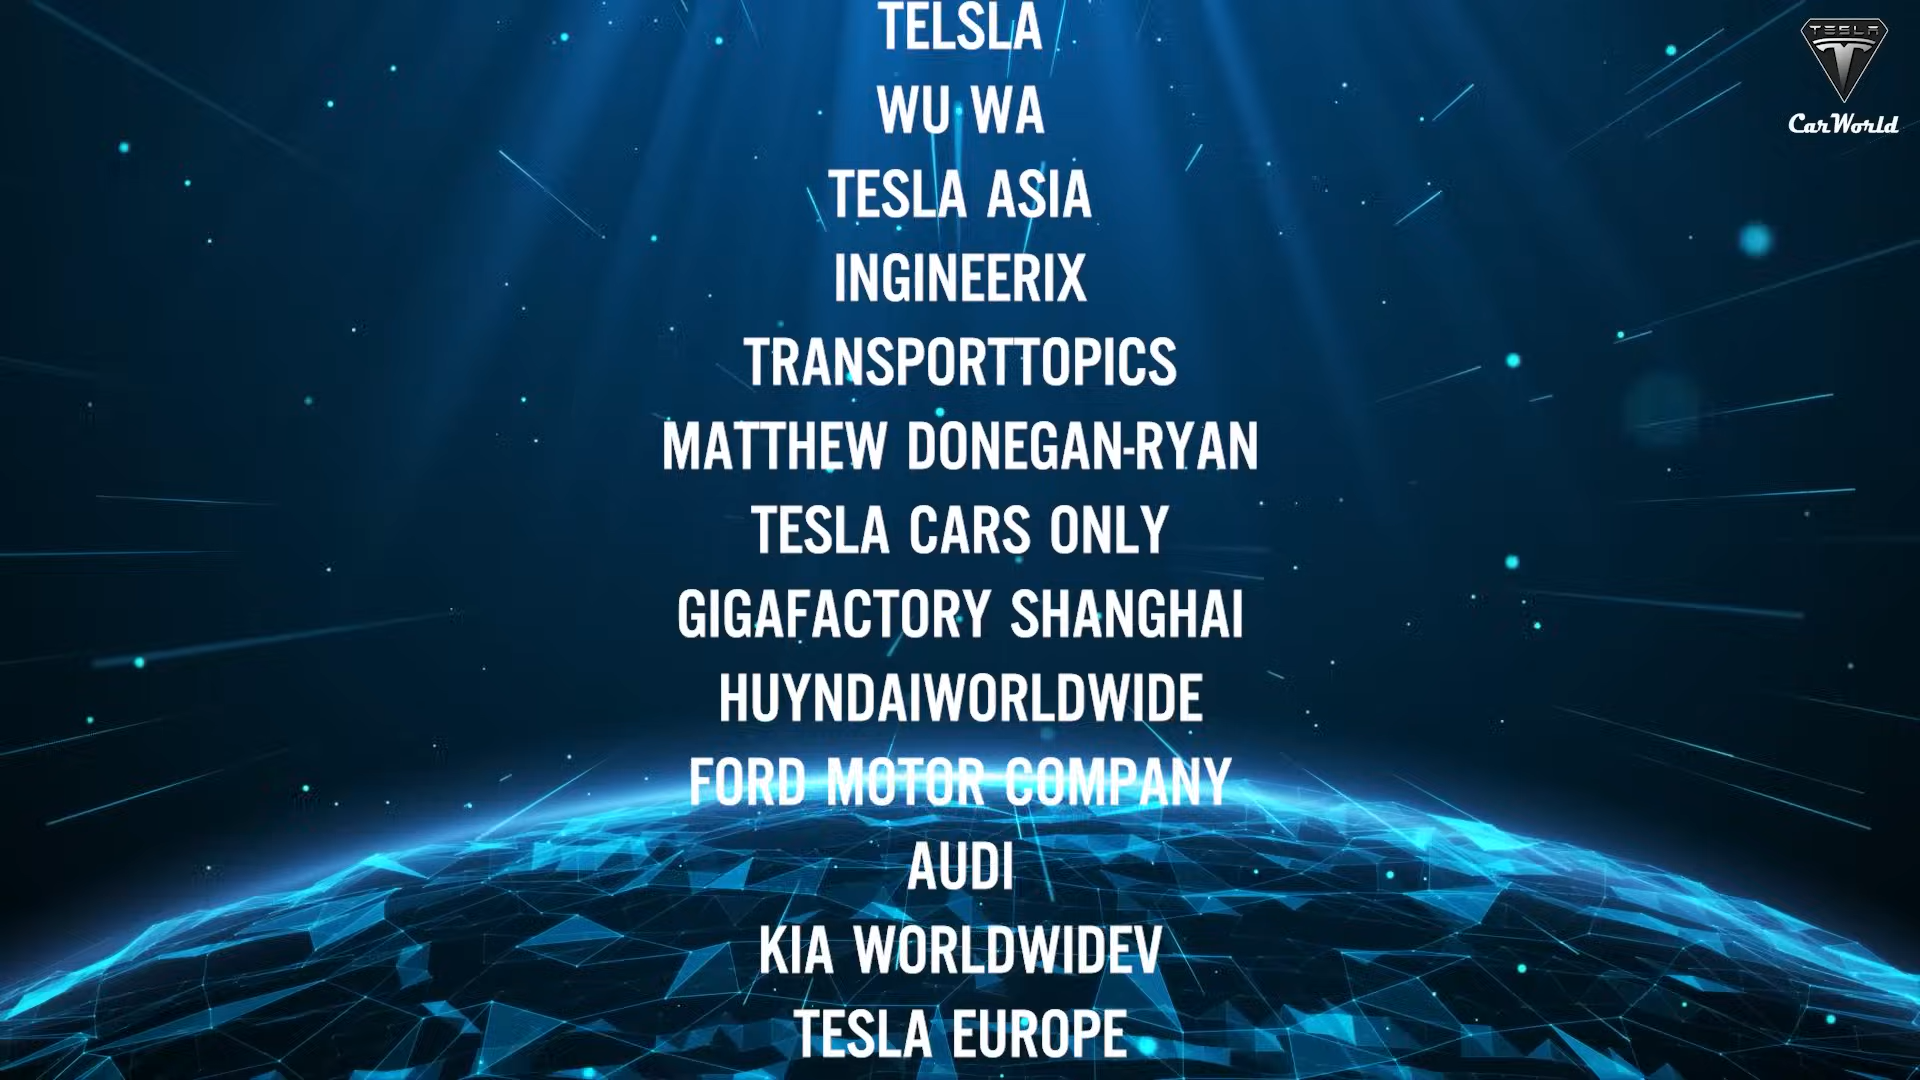 TELSLA
TESLA
CarWorld
WU WA
TESLA ASIA
INGINEERIX
TRANSPORTTOPICS
MATTHEW DONEGAN-RYAN
TESLA CARS ONLY
GIGAFACTORY SHANGHAI
HUYNDAIWORLDWIDE
FORD MOTOR COMPANY
AUDI
KIA WORLDWIDEV
TESLA EUROPE